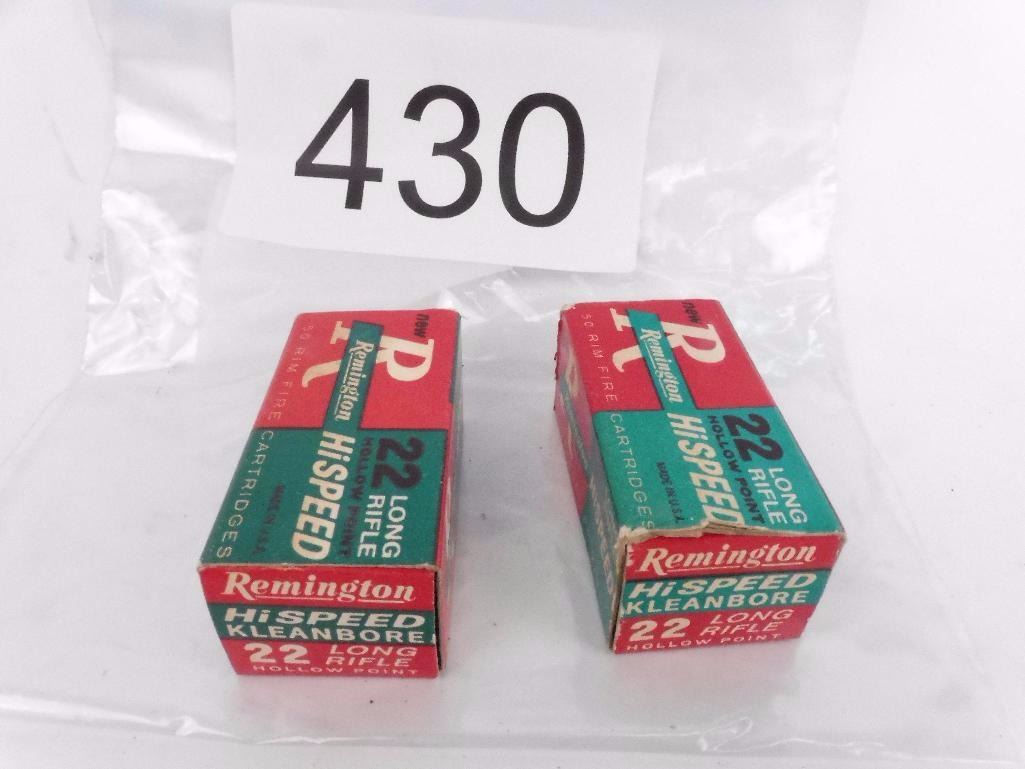 430
new
R
Remington
HiSPEED
22 LONG RIFLE
HOLLOW POINT
50 RIM FIRE CARTRIDGES
MADE IN U.S.A.
Remington
HiSPEED
KLEANBORE
22 LONG RIFLE
HOLLOW POINT
new
R
Remington
HiSPEED
22 LONG RIFLE
HOLLOW POINT
50 RIM FIRE CARTRIDGES
MADE IN U.S.A.
Remington
HiSPEED
KLEANBORE
22 LONG RIFLE
HOLLOW POINT